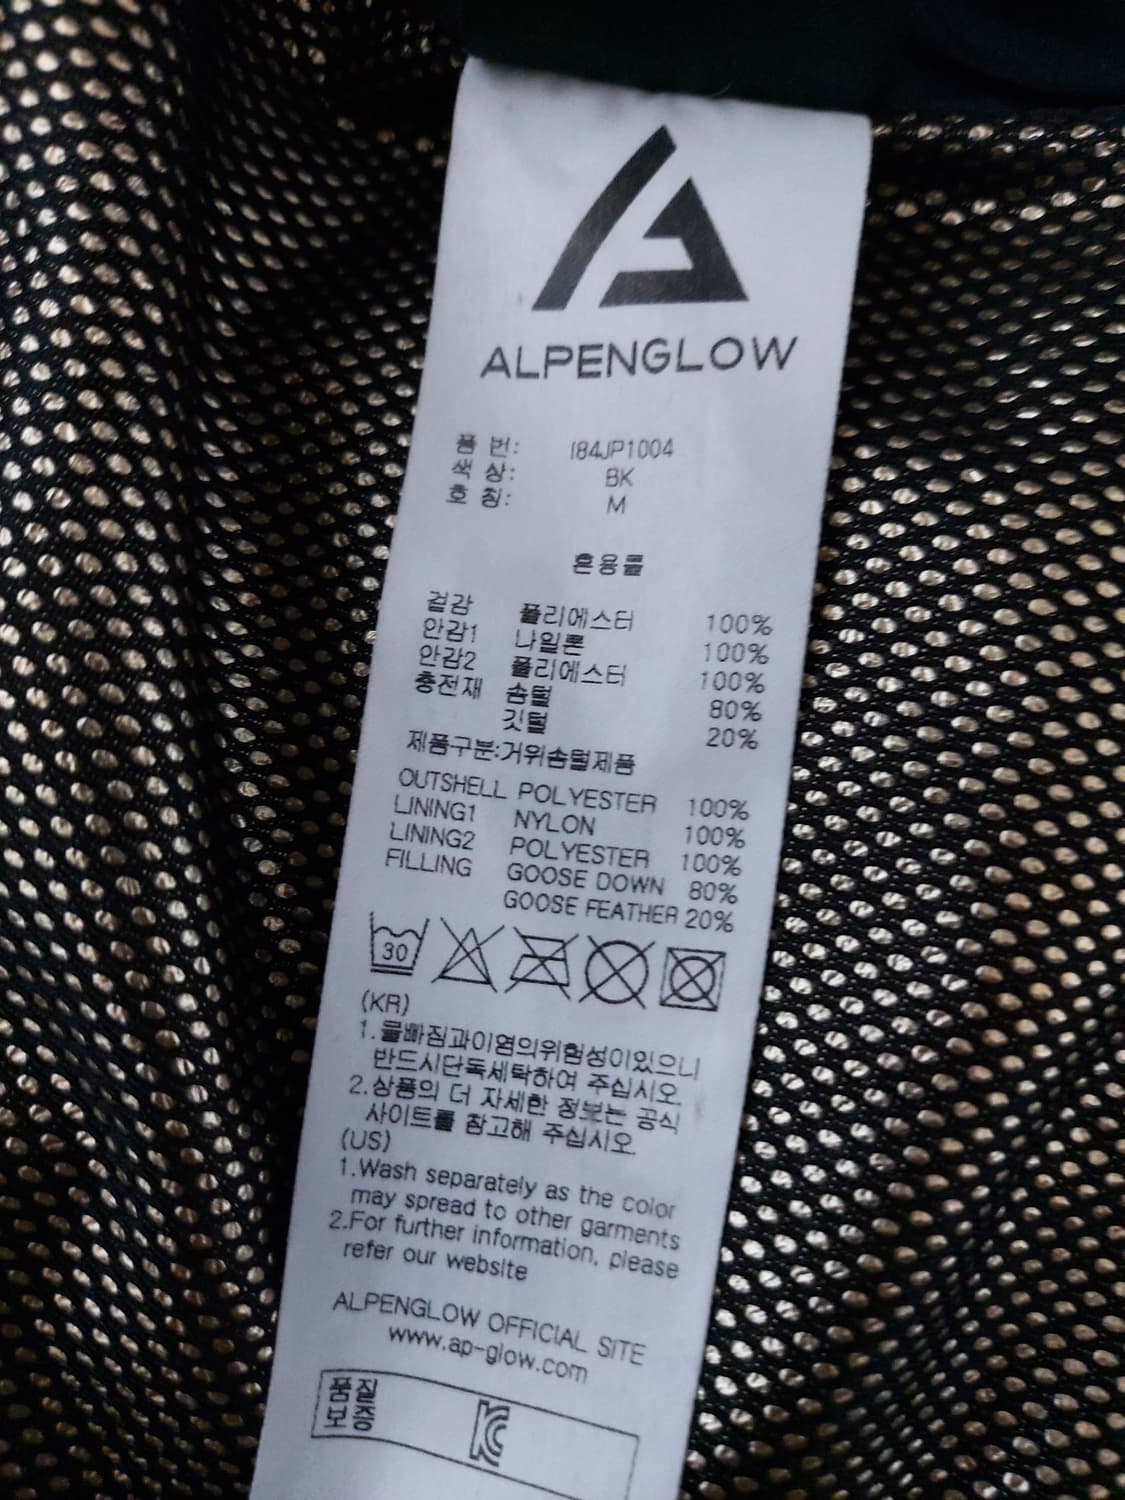 ALPENGLOW
품 번: I84JP1004
색 상: BK
호 칭: M
혼용률
겉감 폴리에스터 100%
안감1 나일론 100%
안감2 폴리에스터 100%
충전재 솜털 80%
깃털 20%
제품구분:거위솜털제품
OUTSHELL POLYESTER 100%
LINING1 NYLON 100%
LINING2 POLYESTER 100%
FILLING GOOSE DOWN 80%
GOOSE FEATHER 20%
30
(KR)
1.물빠짐과이염의위험성이있으니
반드시단독세탁하여 주십시오.
2.상품의 더 자세한 정보는 공식
사이트를 참고해 주십시오.
(US)
1.Wash separately as the color
may spread to other garments
2.For further information, please
refer our website
ALPENGLOW OFFICIAL SITE
www.ap-glow.com
품질
보증
KC